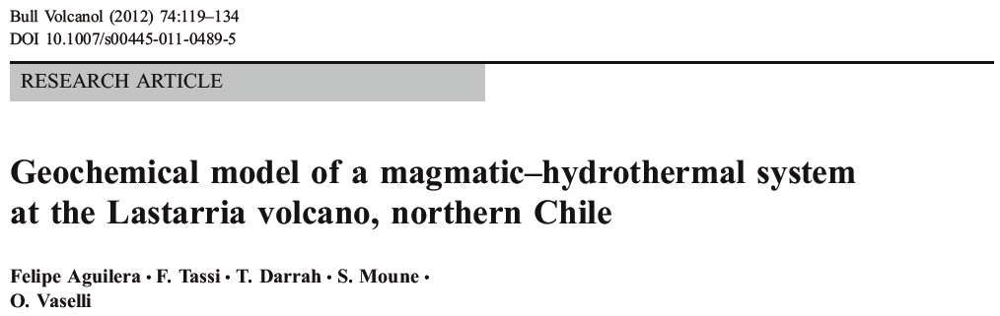 Bull Volcanol (2012) 74:119–134
DOI 10.1007/s00445-011-0489-5
RESEARCH ARTICLE
Geochemical model of a magmatic–hydrothermal system
at the Lastarria volcano, northern Chile
Felipe Aguilera · F. Tassi · T. Darrah · S. Moune ·
O. Vaselli